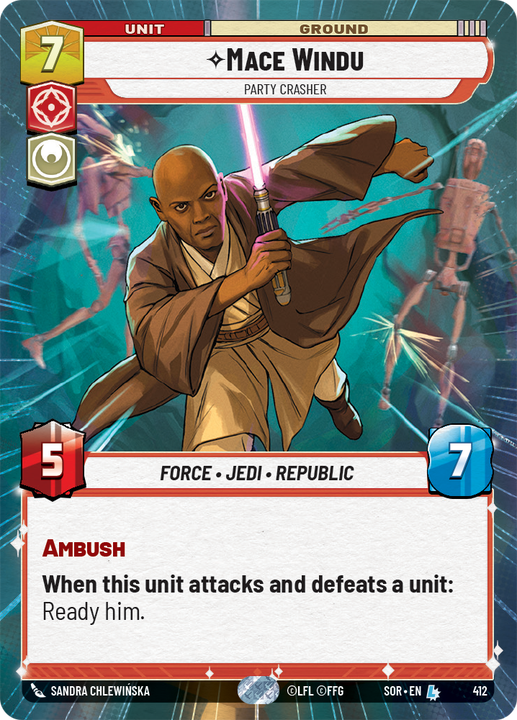 UNIT
GROUND
7
✧MACE WINDU
PARTY CRASHER
5
7
FORCE • JEDI • REPUBLIC
AMBUSH
When this unit attacks and defeats a unit:
Ready him.
SANDRA CHLEWIŃSKA
©LFL ©FFG
SOR • EN
412